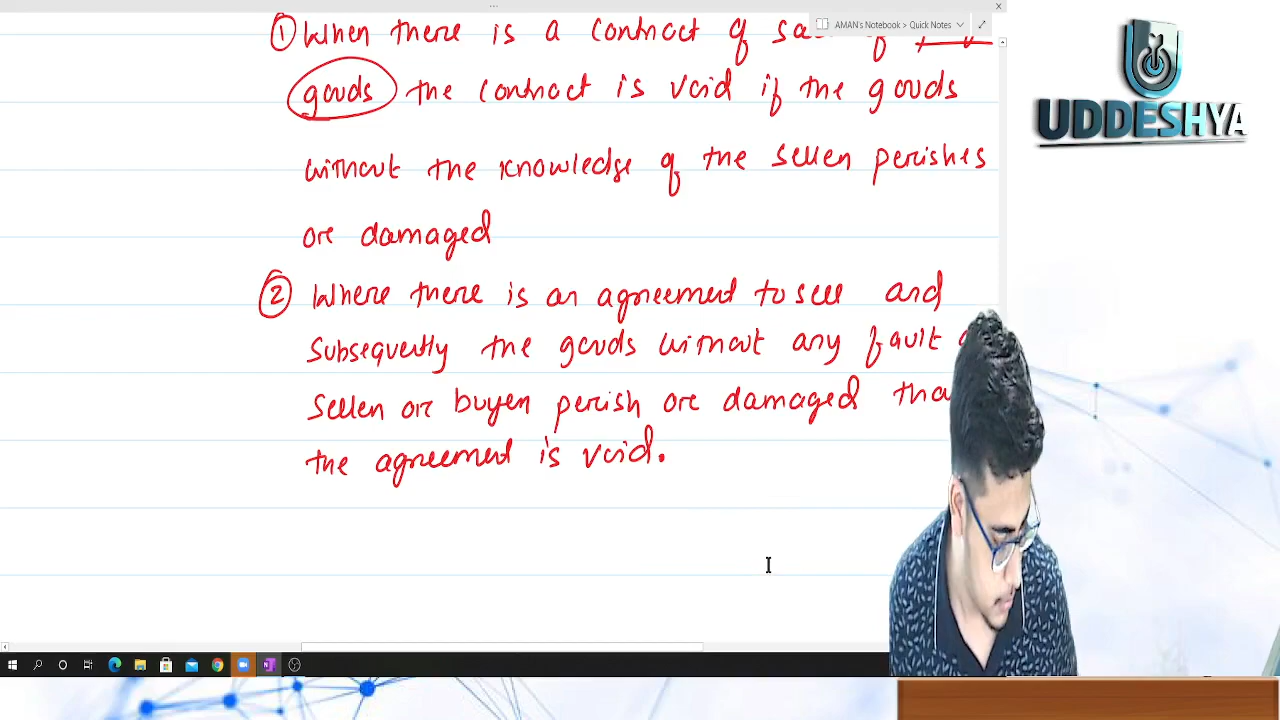 AMAN's Notebook > Quick Notes
① When there is a contract of of
goods the contract is void if the goods
without the knowledge of the seller perishes
or damaged
② Where there is an agreement to sell and
Subsequently the goods without any fault
seller or buyer perish or damaged
the agreement is void.
UDDESHYA